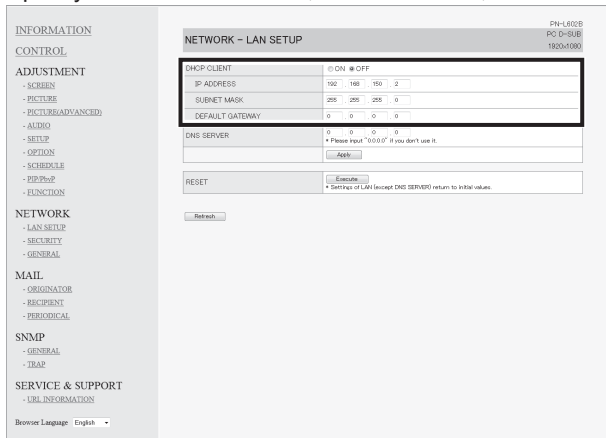 INFORMATION
CONTROL
ADJUSTMENT
- SCREEN
- PICTURE
- PICTURE(ADVANCED)
- AUDIO
- SETUP
- OPTION
- SCHEDULE
- PIP/PbyP
- FUNCTION
NETWORK
- LAN SETUP
- SECURITY
- GENERAL
MAIL
- ORIGINATOR
- RECIPIENT
- PERIODICAL
SNMP
- GENERAL
- TRAP
SERVICE & SUPPORT
- URL INFORMATION
Browser Language English
PN-L602B
NETWORK – LAN SETUP
PC D-SUB
1920x1080
DHCP CLIENT ON OFF
IP ADDRESS 192 . 168 . 150 . 2
SUBNET MASK 255 . 255 . 255 . 0
DEFAULT GATEWAY 0 . 0 . 0 . 0
DNS SERVER 0 . 0 . 0 . 0
* Please input "0.0.0.0" if you don't use it.
Apply
RESET Execute
* Settings of LAN (except DNS SERVER) return to initial values.
Refresh